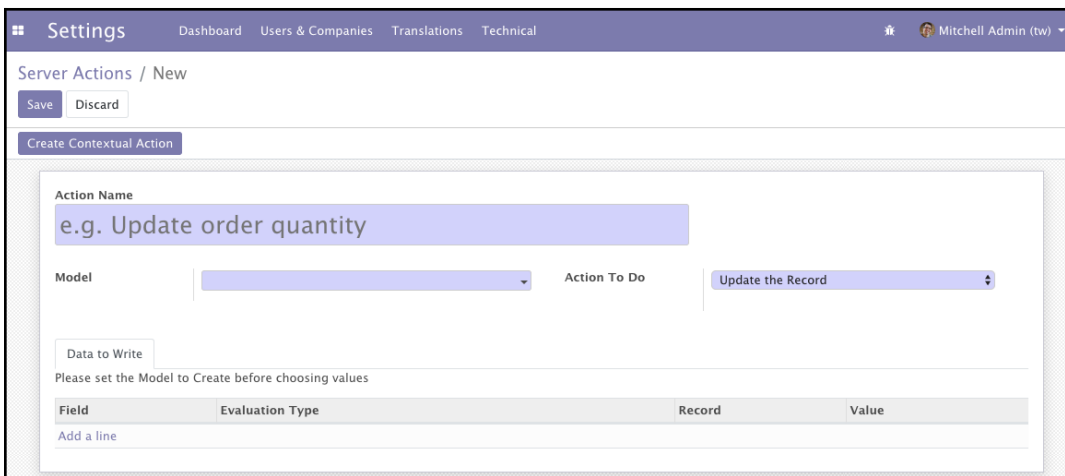 Settings Dashboard Users & Companies Translations Technical Mitchell Admin (tw)
Server Actions / New
Save Discard
Create Contextual Action
Action Name
e.g. Update order quantity
Model Action To Do Update the Record
Data to Write
Please set the Model to Create before choosing values
Field Evaluation Type Record Value
Add a line